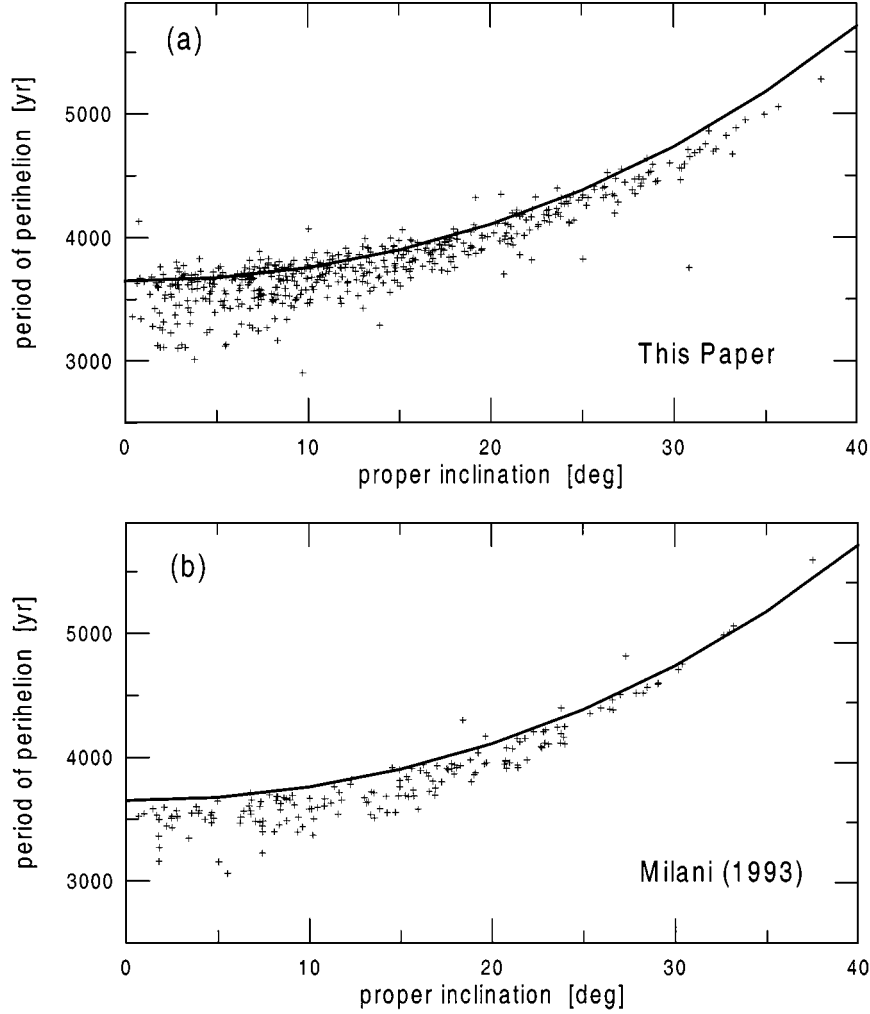 (a)
period of perihelion [yr]
5000
4000
3000
This Paper
0 10 20 30 40
proper inclination [deg]
(b)
period of perihelion [yr]
5000
4000
3000
Milani (1993)
0 10 20 30 40
proper inclination [deg]